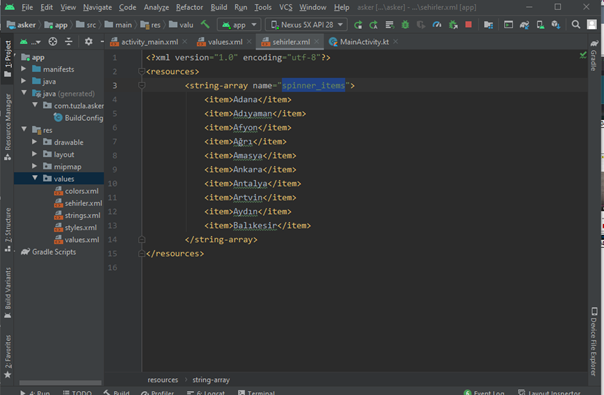 File Edit View Navigate Code Analyze Refactor Build Run Tools VCS Window Help asker [...\asker] - ...\sehirler.xml [app]
asker app src main res valu app Nexus 5X API 28
activity_main.xml values.xml sehirler.xml MainActivity.kt
app
manifests
java
java (generated)
com.tuzla.asker
BuildConfig
res
drawable
layout
mipmap
values
colors.xml
sehirler.xml
strings.xml
styles.xml
values.xml
Gradle Scripts
1: Project
Resource Manager
7: Structure
Build Variants
2: Favorites
1 <?xml version="1.0" encoding="utf-8"?>
2 <resources>
3 <string-array name="spinner_items">
4 <item>Adana</item>
5 <item>Adıyaman</item>
6 <item>Afyon</item>
7 <item>Ağrı</item>
8 <item>Amasya</item>
9 <item>Ankara</item>
10 <item>Antalya</item>
11 <item>Artvin</item>
12 <item>Aydın</item>
13 <item>Balıkesir</item>
14 </string-array>
15 </resources>
16
Gradle
Device File Explorer
resources string-array
4: Run TODO Build Profiler 6: Logcat Terminal Event Log Layout Inspector